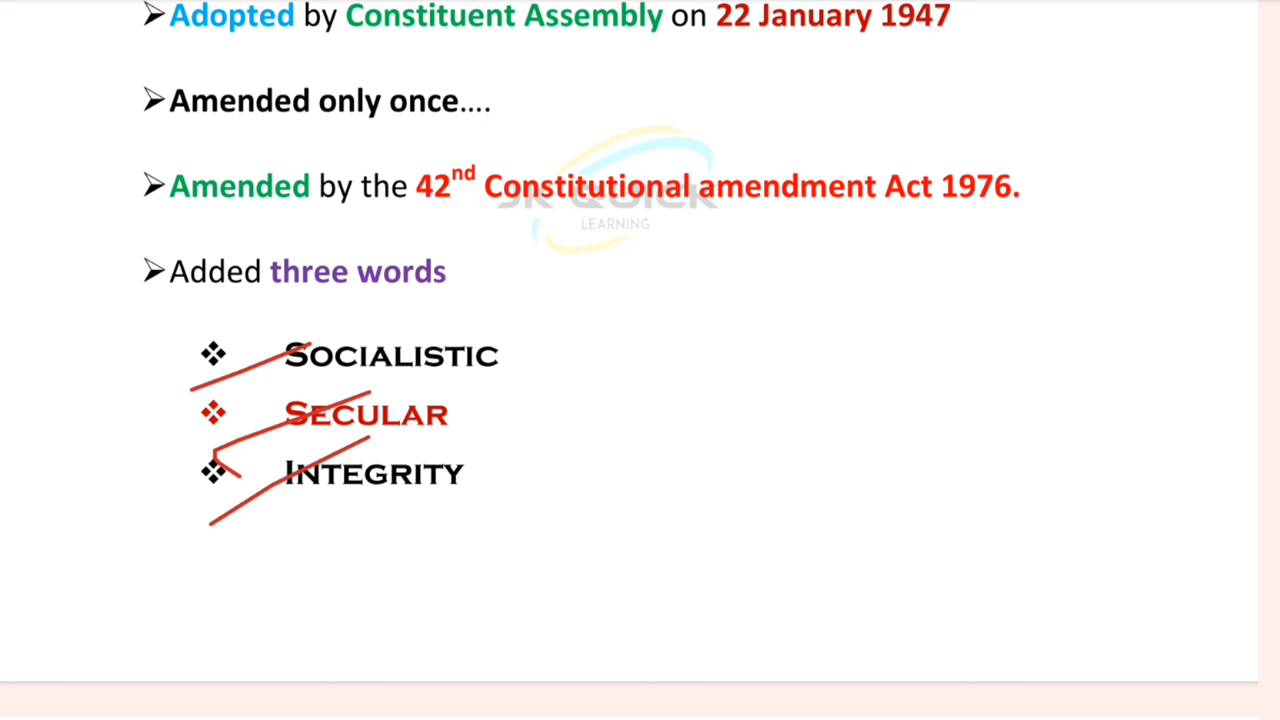 Adopted by Constituent Assembly on 22 January 1947
Amended only once....
Amended by the 42nd Constitutional amendment Act 1976.
JK QUICK
LEARNING
Added three words
SOCIALISTIC
SECULAR
INTEGRITY